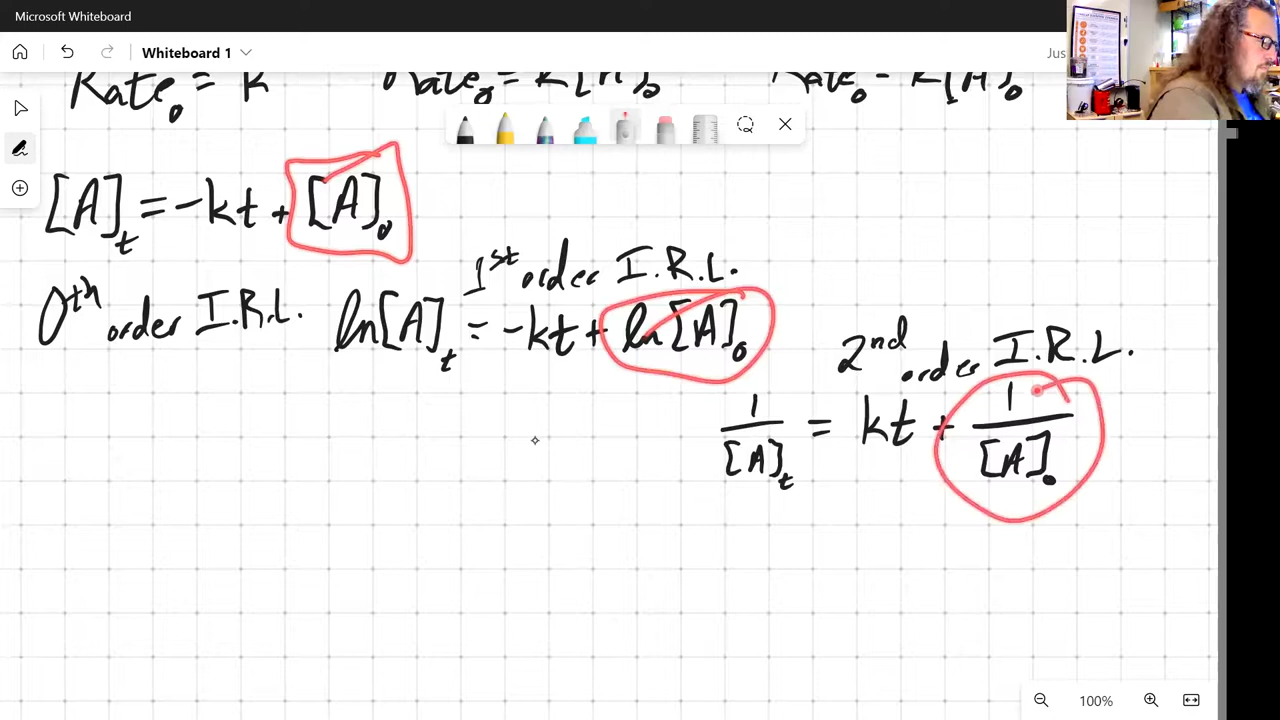 Microsoft Whiteboard
Whiteboard 1
Jus
Rate₀ = k
Rate₀ = k[A]₀
Rate₀ = k[A]₀
[A]ₜ = -kt + [A]₀
0th order I.R.L.
1st order I.R.L.
ln[A]ₜ = -kt + ln[A]₀
2nd order I.R.L.
1/[A]ₜ = kt + 1/[A]₀
100%